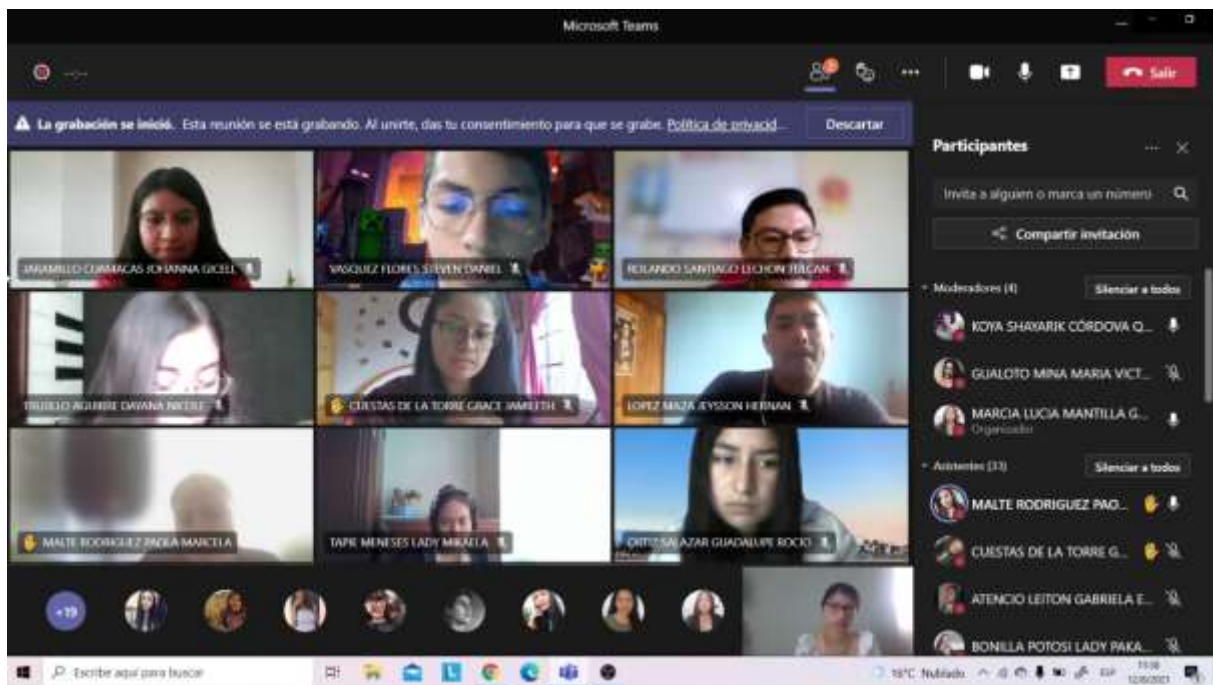 Microsoft Teams
--:--
Salir
La grabación se inició. Esta reunión se está grabando. Al unirte, das tu consentimiento para que se grabe. Política de privacid...
Descartar
JARAMILLO CUAMACAS JOHANNA GICELL
VASQUEZ FLORES STEVEN DANIEL
ROLANDO SANTIAGO LECHON TULCAN
TRUJILLO AGUIRRE DAYANA NICOLE
CUESTAS DE LA TORRE GRACE JAMILETH
LOPEZ MAZA JEYSSON HERNAN
MALTE RODRIGUEZ PAOLA MARCELA
TAPIE MENESES LADY MIKAELA
ORTIZ SALAZAR GUADALUPE ROCIO
+19
Participantes
Invita a alguien o marca un número
Compartir invitación
Moderadores (4)
Silenciar a todos
KOYA SHAYARIK CÓRDOVA Q...
GUALOTO MINA MARIA VICT...
MARCIA LUCIA MANTILLA G...
Organizador
Asistentes (33)
Silenciar a todos
MALTE RODRIGUEZ PAO...
CUESTAS DE LA TORRE G...
ATENCIO LEITON GABRIELA E...
BONILLA POTOSI LADY PAKA...
Escribe aquí para buscar
Nublado
ESP